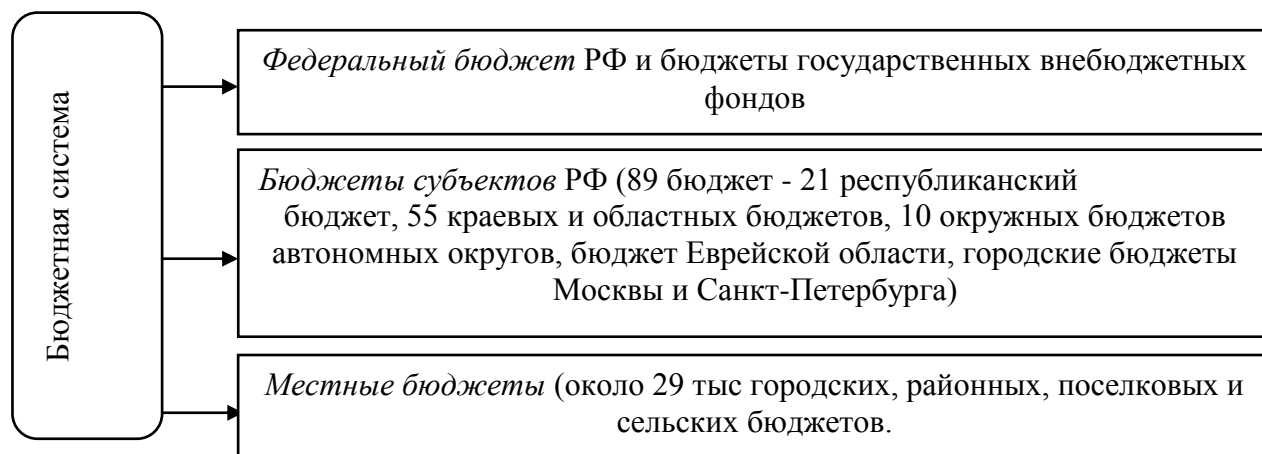 Бюджетная система
Федеральный бюджет РФ и бюджеты государственных внебюджетных
фондов
Бюджеты субъектов РФ (89 бюджет - 21 республиканский
бюджет, 55 краевых и областных бюджетов, 10 окружных бюджетов
автономных округов, бюджет Еврейской области, городские бюджеты
Москвы и Санкт-Петербурга)
Местные бюджеты (около 29 тыс городских, районных, поселковых и
сельских бюджетов.